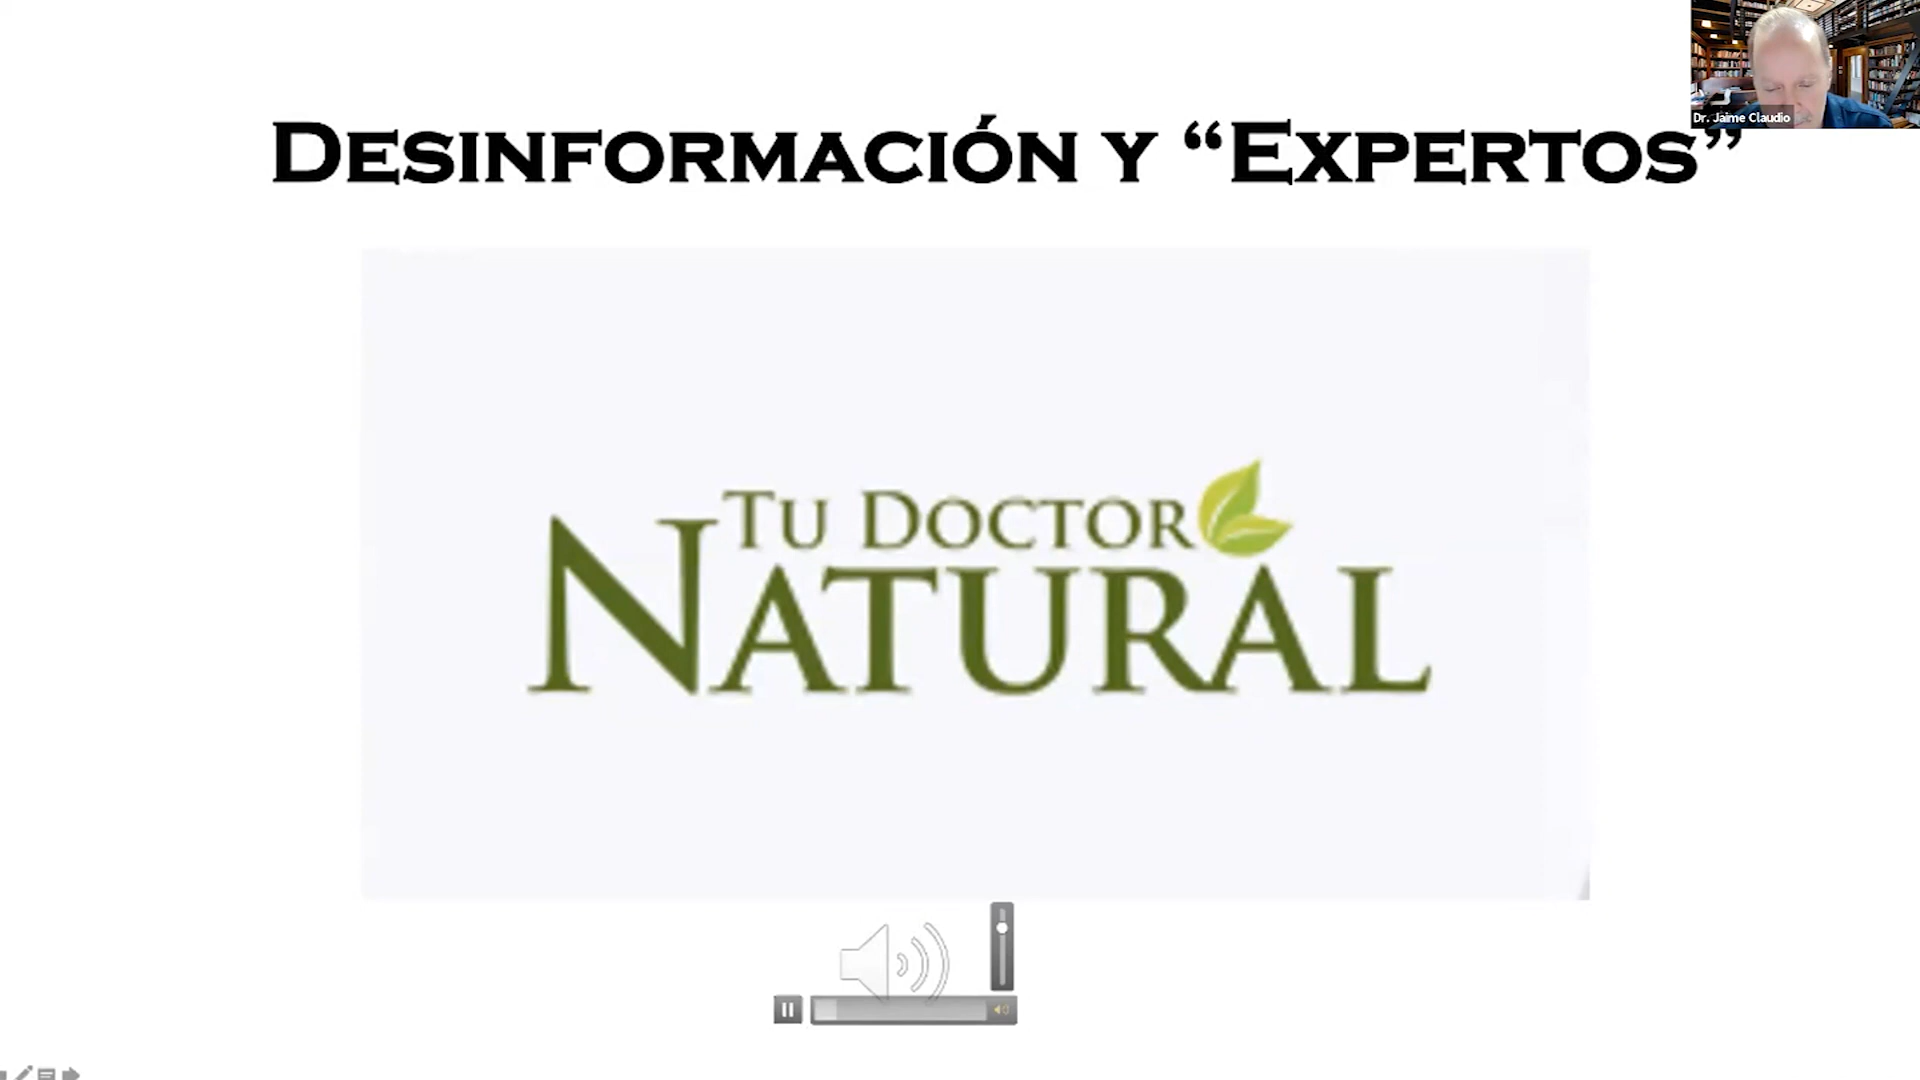 Dr. Jaime Claudio
DESINFORMACIÓN Y “EXPERTOS”
TU DOCTOR
NATURAL